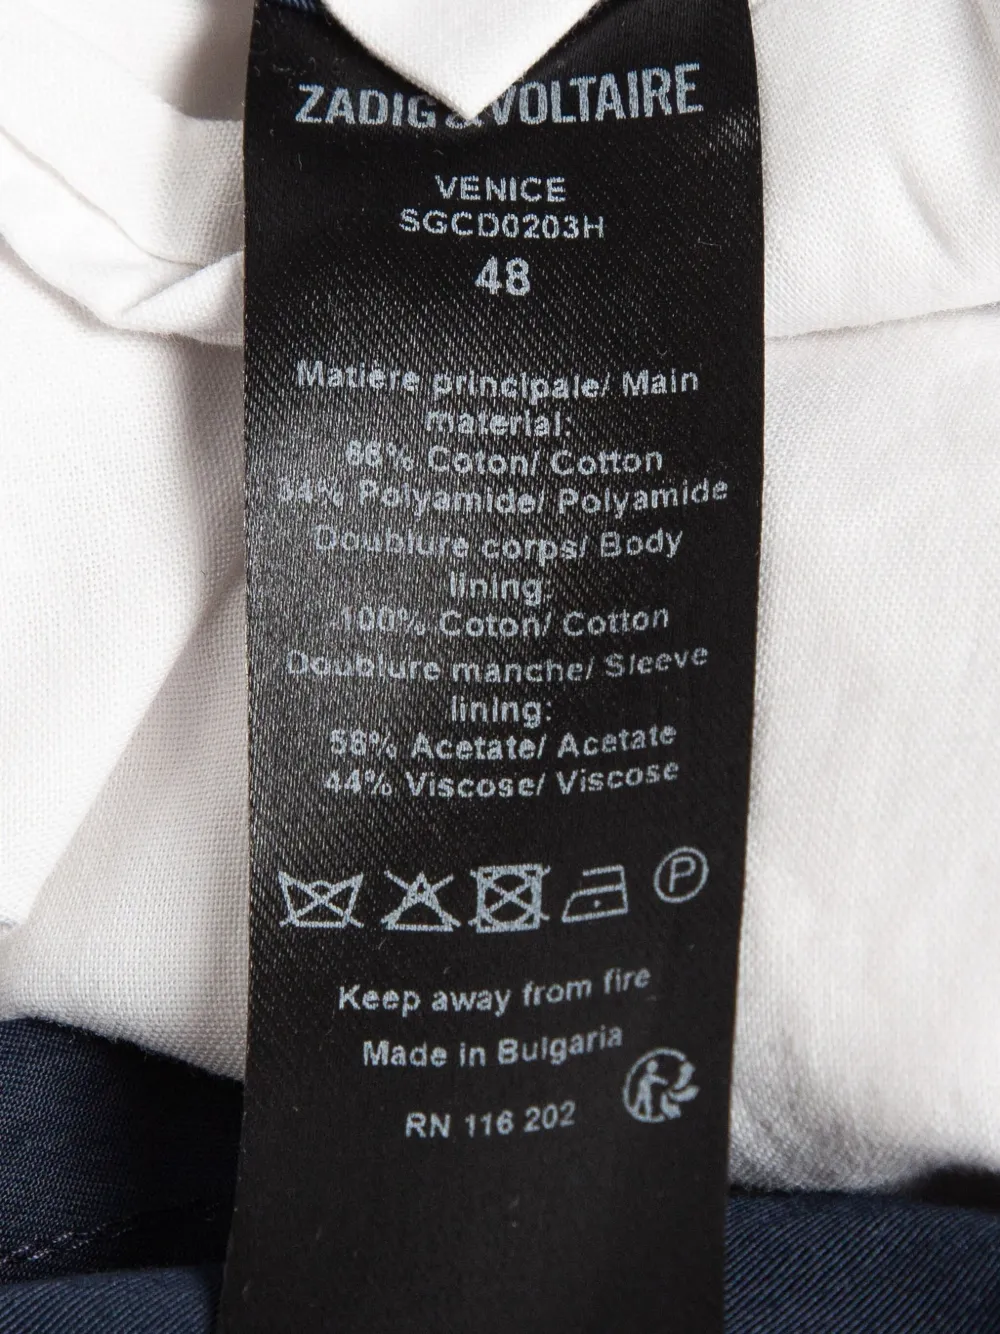 ZADIG & VOLTAIRE
VENICE
SGCD0203H
48
Matière principale/ Main
material:
66% Coton/ Cotton
34% Polyamide/ Polyamide
Doublure corps/ Body
lining:
100% Coton/ Cotton
Doublure manche/ Sleeve
lining:
56% Acetate/ Acetate
44% Viscose/ Viscose
P
Keep away from fire
Made in Bulgaria
RN 116 202